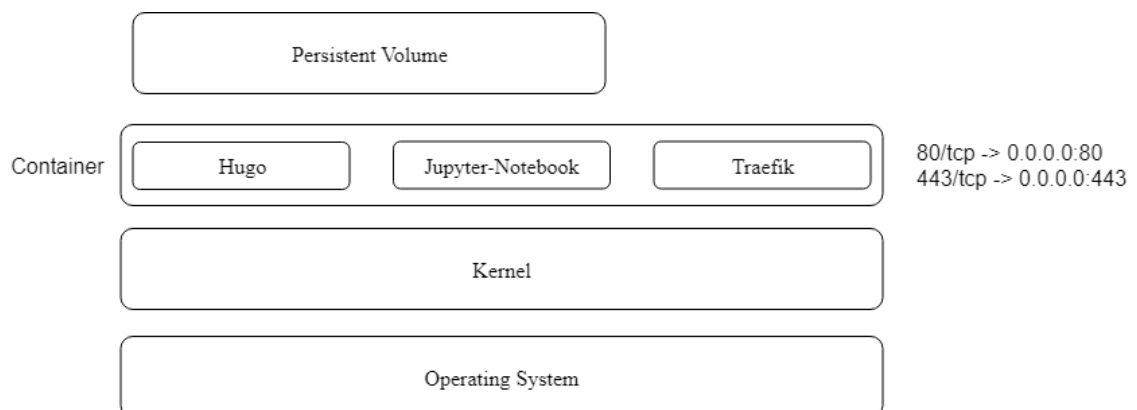 Persistent Volume
Container
Hugo
Jupyter-Notebook
Traefik
80/tcp -> 0.0.0.0:80
443/tcp -> 0.0.0.0:443
Kernel
Operating System